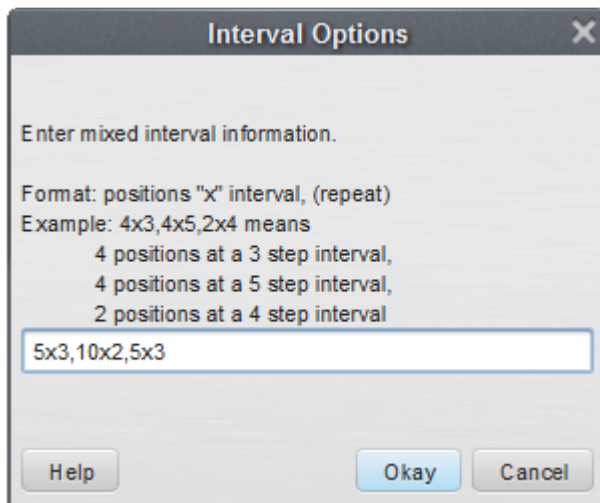 Interval Options
Enter mixed interval information.
Format: positions "x" interval, (repeat)
Example: 4x3,4x5,2x4 means
4 positions at a 3 step interval,
4 positions at a 5 step interval,
2 positions at a 4 step interval
5x3,10x2,5x3
Help Okay Cancel